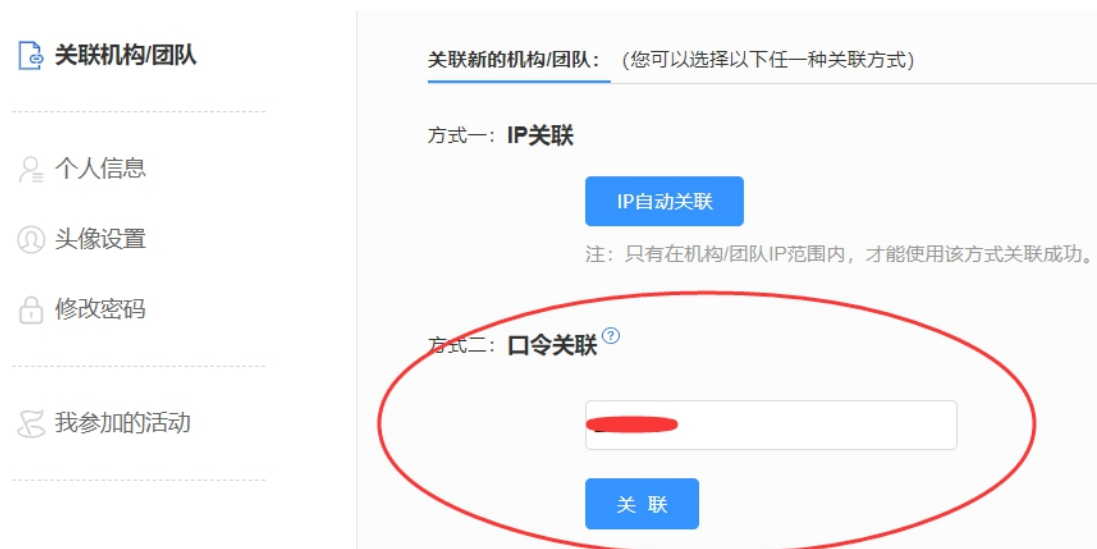 关联机构/团队
个人信息
头像设置
修改密码
我参加的活动
关联新的机构/团队：（您可以选择以下任一种关联方式）
方式一：IP关联
IP自动关联
注：只有在机构/团队IP范围内，才能使用该方式关联成功。
方式二：口令关联?
关 联